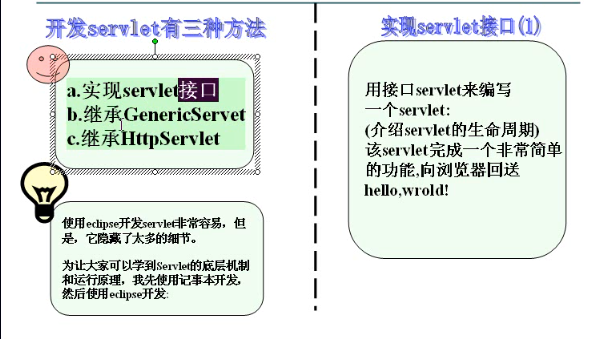 开发servlet有三种方法
a.实现servlet接口
b.继承GenericServet
c.继承HttpServlet
使用eclipse开发servlet非常容易，但
是，它隐藏了太多的细节。
为让大家可以学到Servlet的底层机制
和运行原理，我先使用记事本开发，
然后使用eclipse开发:
实现servlet接口(1)
用接口servlet来编写
一个servlet:
(介绍servlet的生命周期)
该servlet完成一个非常简单
的功能,向浏览器回送
hello,wrold!